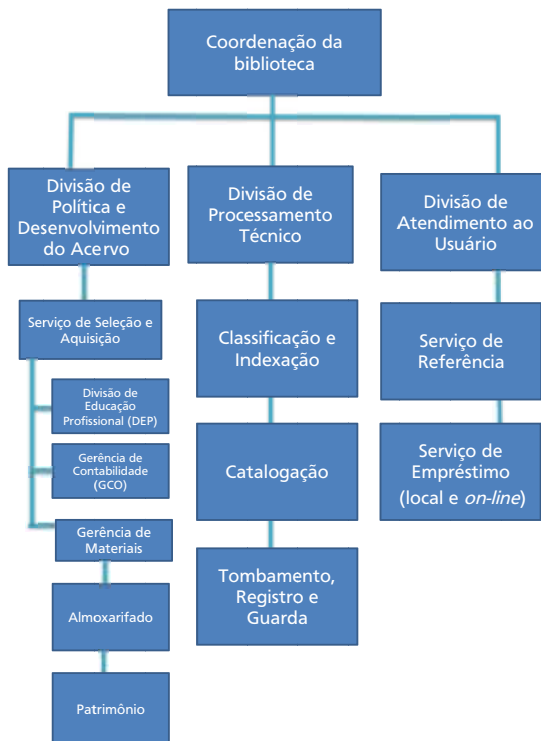 Coordenação da
biblioteca
Divisão de
Política e
Desenvolvimento
do Acervo
Divisão de
Processamento
Técnico
Divisão de
Atendimento ao
Usuário
Serviço de Seleção e
Aquisição
Classificação e
Indexação
Serviço de
Referência
Divisão de
Educação
Profissional (DEP)
Gerência de
Contabilidade
(GCO)
Catalogação
Serviço de
Empréstimo
(local e on-line)
Gerência de
Materiais
Tombamento,
Registro e
Guarda
Almoxarifado
Patrimônio